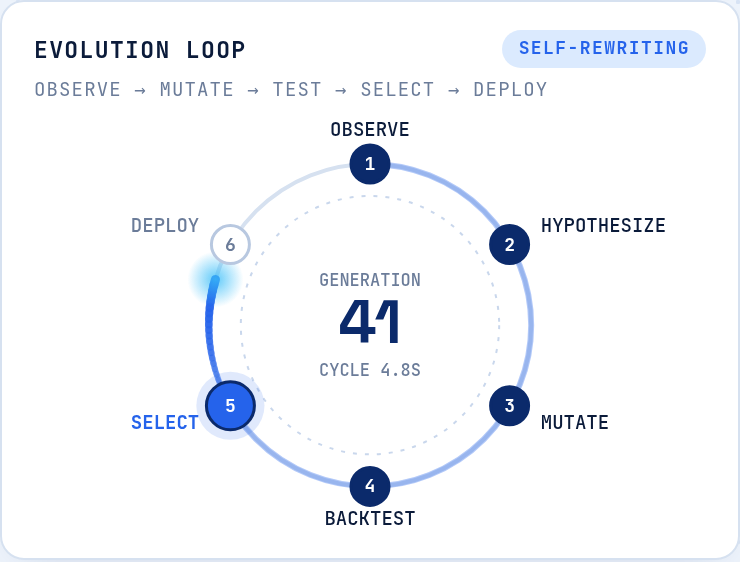 EVOLUTION LOOP
SELF-REWRITING
OBSERVE → MUTATE → TEST → SELECT → DEPLOY
OBSERVE
1
DEPLOY
6
2
HYPOTHESIZE
GENERATION
41
CYCLE 4.8S
SELECT
5
3
MUTATE
4
BACKTEST